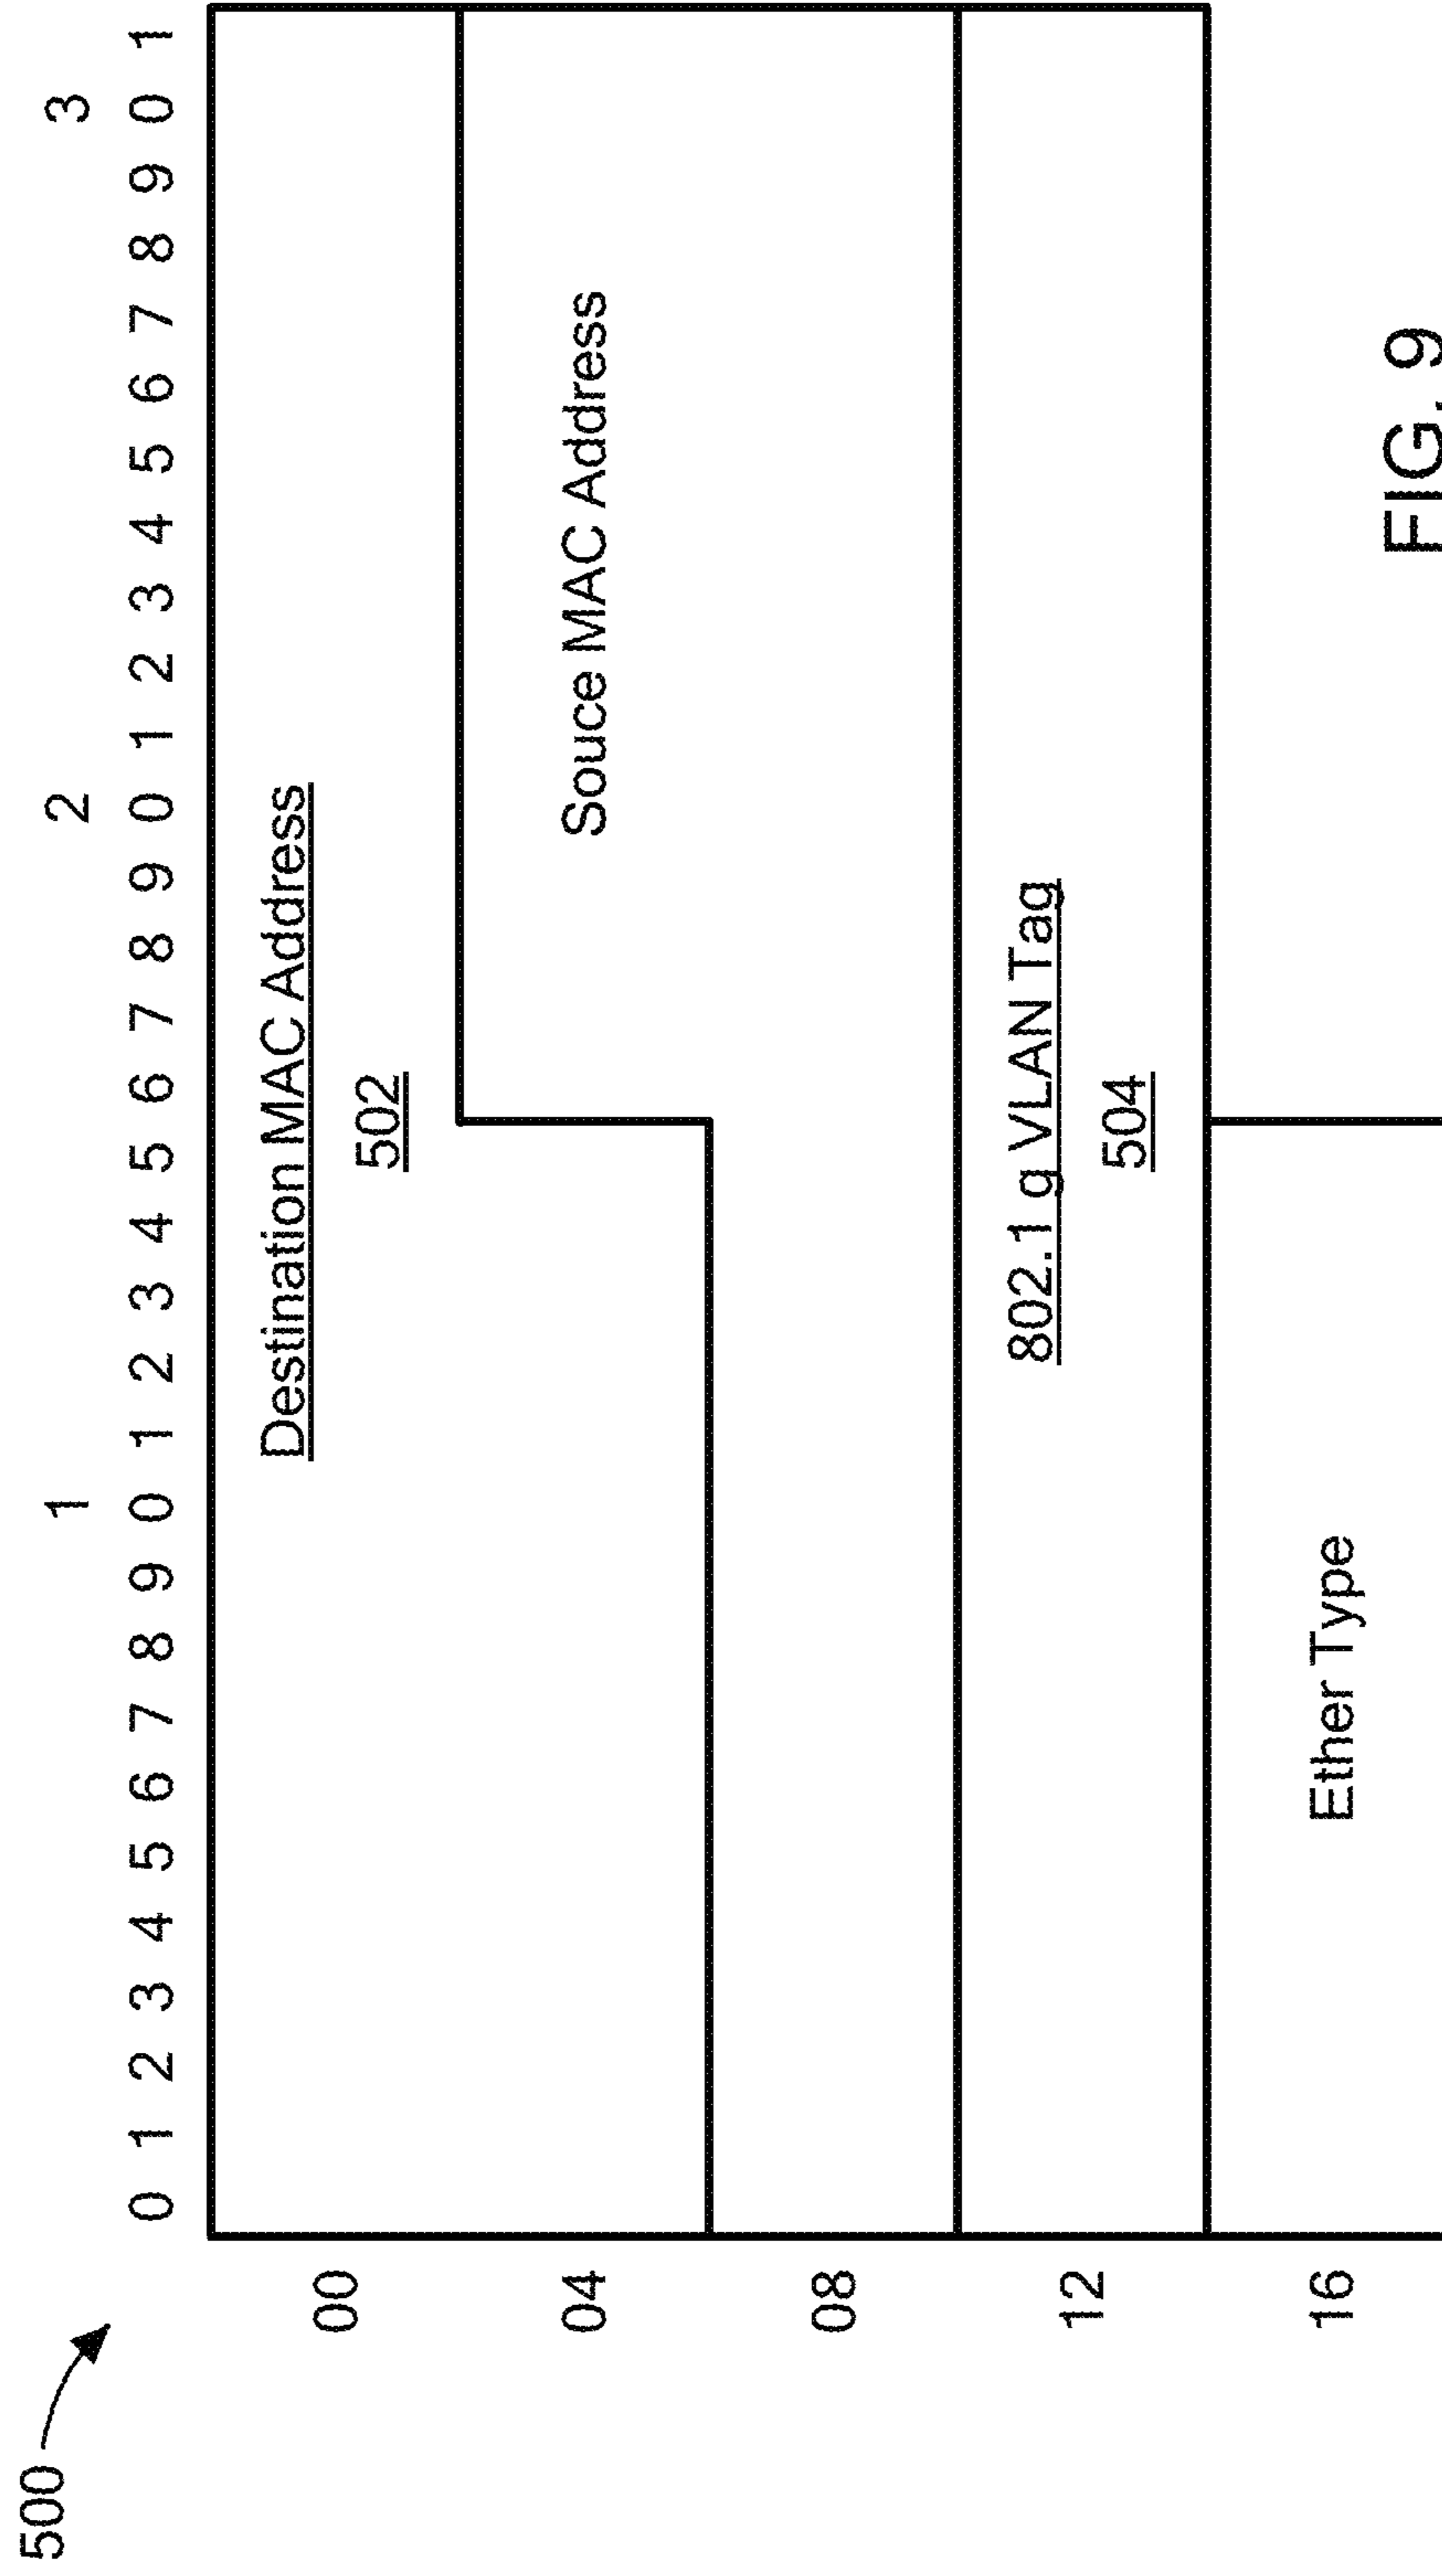 500
1 2 3
0 1 2 3 4 5 6 7 8 9 0 1 2 3 4 5 6 7 8 9 0 1 2 3 4 5 6 7 8 9 0 1
00
Destination MAC Address
502
04
Souce MAC Address
08
12
802.1 g VLAN Tag
504
16
Ether Type
FIG. 9